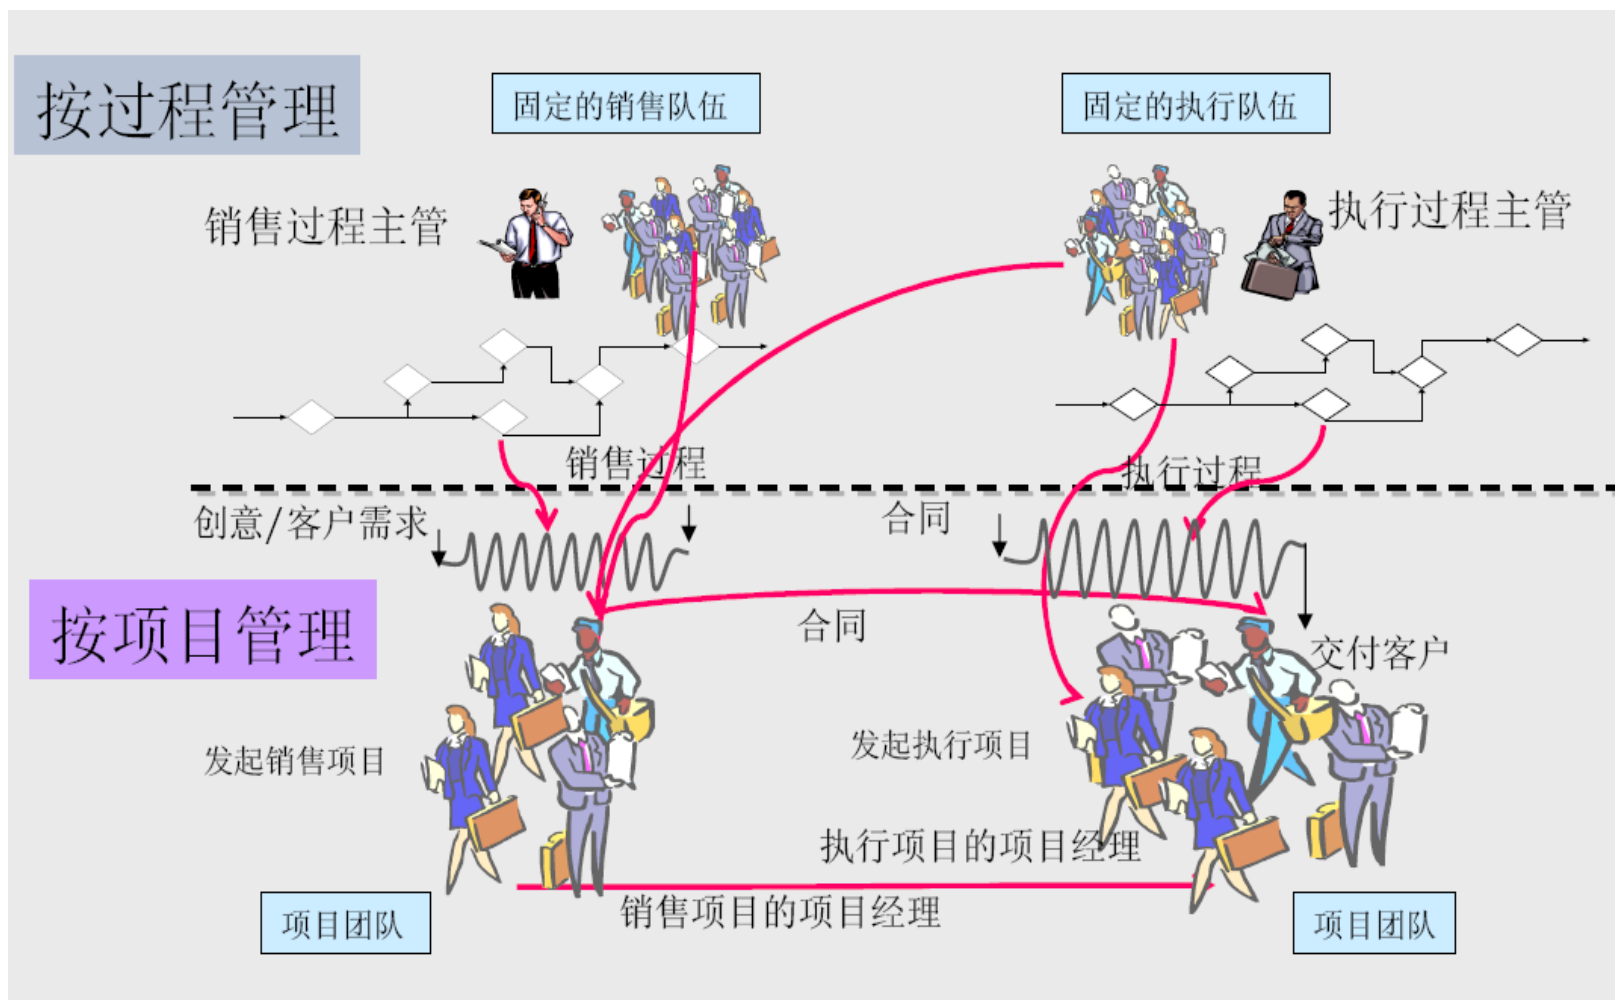 按过程管理
固定的销售队伍
固定的执行队伍
销售过程主管
执行过程主管
销售过程
执行过程
创意/客户需求
合同
按项目管理
合同
交付客户
发起销售项目
发起执行项目
执行项目的项目经理
销售项目的项目经理
项目团队
项目团队